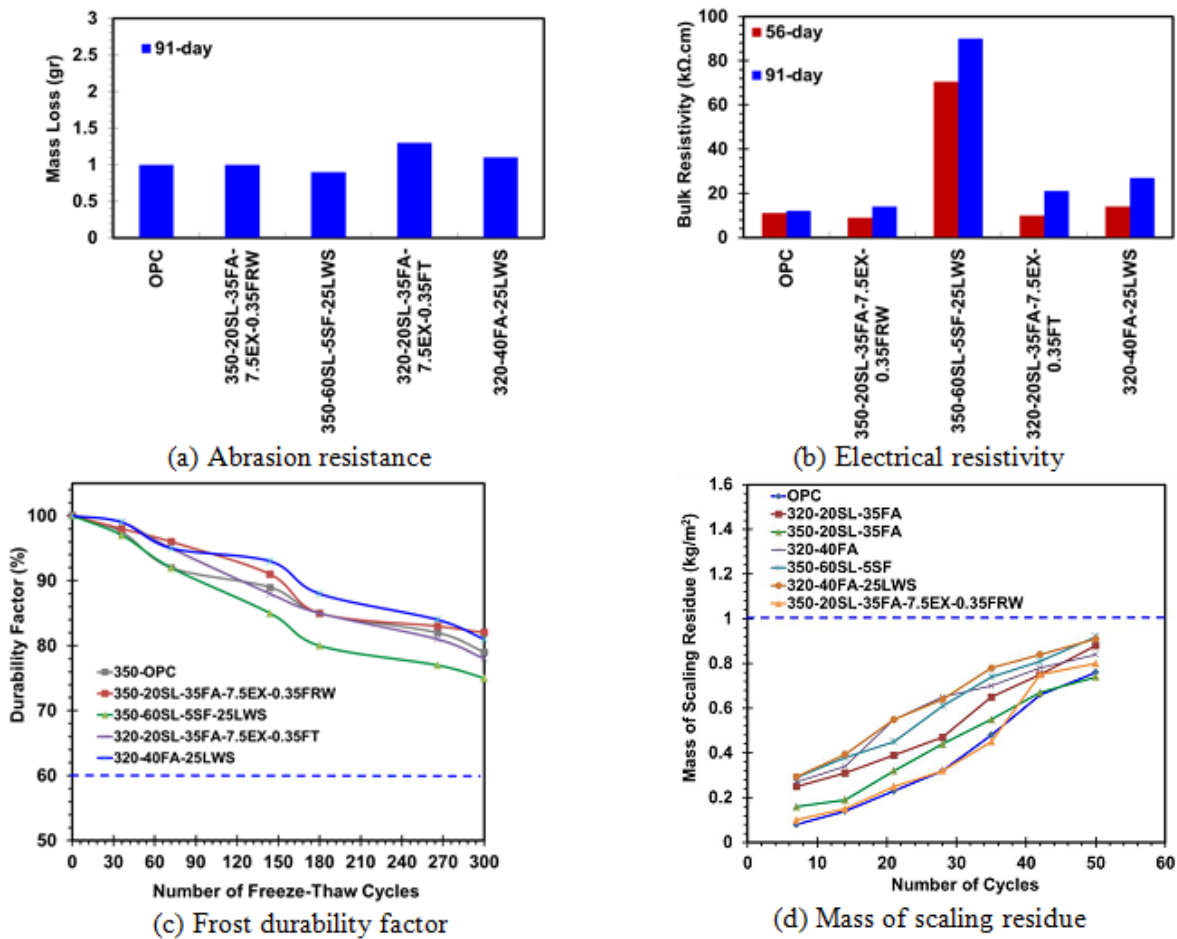 3
2.5
2
1.5
1
0.5
0
Mass Loss (gr)
91-day
OPC
350-20SL-35FA-
7.5EX-0.35FRW
350-60SL-5SF-25LWS
320-20SL-35FA-
7.5EX-0.35FT
320-40FA-25LWS
(a) Abrasion resistance
100
80
60
40
20
0
Bulk Resistivity (kΩ.cm)
56-day
91-day
OPC
350-20SL-35FA-7.5EX-
0.35FRW
350-60SL-5SF-25LWS
320-20SL-35FA-7.5EX-
0.35FT
320-40FA-25LWS
(b) Electrical resistivity
100
90
80
70
60
50
Durability Factor (%)
350-OPC
350-20SL-35FA-7.5EX-0.35FRW
350-60SL-5SF-25LWS
320-20SL-35FA-7.5EX-0.35FT
320-40FA-25LWS
0 30 60 90 120 150 180 210 240 270 300
Number of Freeze-Thaw Cycles
(c) Frost durability factor
1.6
1.4
1.2
1
0.8
0.6
0.4
0.2
0
Mass of Scaling Residue (kg/m²)
OPC
320-20SL-35FA
350-20SL-35FA
320-40FA
350-60SL-5SF
320-40FA-25LWS
350-20SL-35FA-7.5EX-0.35FRW
0 10 20 30 40 50 60
Number of Cycles
(d) Mass of scaling residue